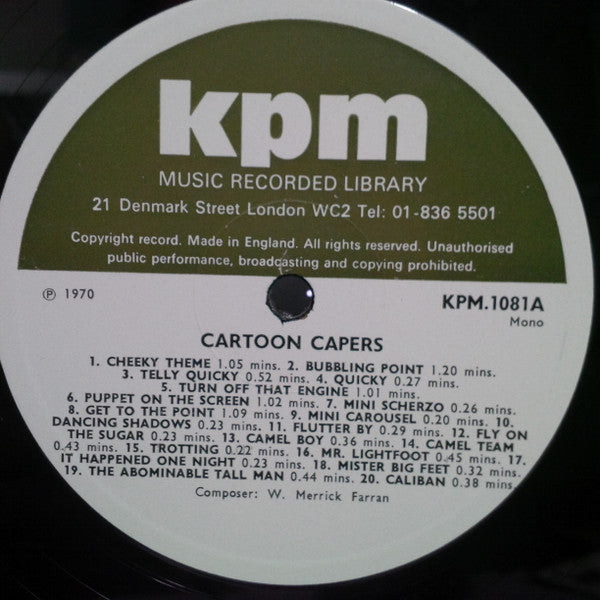 kpm
MUSIC RECORDED LIBRARY
21 Denmark Street London WC2 Tel: 01-836 5501
Copyright record. Made in England. All rights reserved. Unauthorised
public performance, broadcasting and copying prohibited.
℗ 1970
KPM.1081A
Mono
CARTOON CAPERS
1. CHEEKY THEME 1.05 mins. 2. BUBBLING POINT 1.20 mins.
3. TELLY QUICKY 0.52 mins. 4. QUICKY 0.27 mins.
5. TURN OFF THAT ENGINE 1.01 mins.
6. PUPPET ON THE SCREEN 1.02 mins. 7. MINI SCHERZO 0.26 mins.
8. GET TO THE POINT 1.09 mins. 9. MINI CAROUSEL 0.20 mins. 10.
DANCING SHADOWS 0.23 mins. 11. FLUTTER BY 0.29 mins. 12. FLY ON
THE SUGAR 0.23 mins. 13. CAMEL BOY 0.36 mins. 14. CAMEL TEAM
0.43 mins. 15. TROTTING 0.22 mins. 16. MR. LIGHTFOOT 0.45 mins. 17.
IT HAPPENED ONE NIGHT 0.23 mins. 18. MISTER BIG FEET 0.32 mins.
19. THE ABOMINABLE TALL MAN 0.44 mins. 20. CALIBAN 0.38 mins.
Composer: W. Merrick Farran